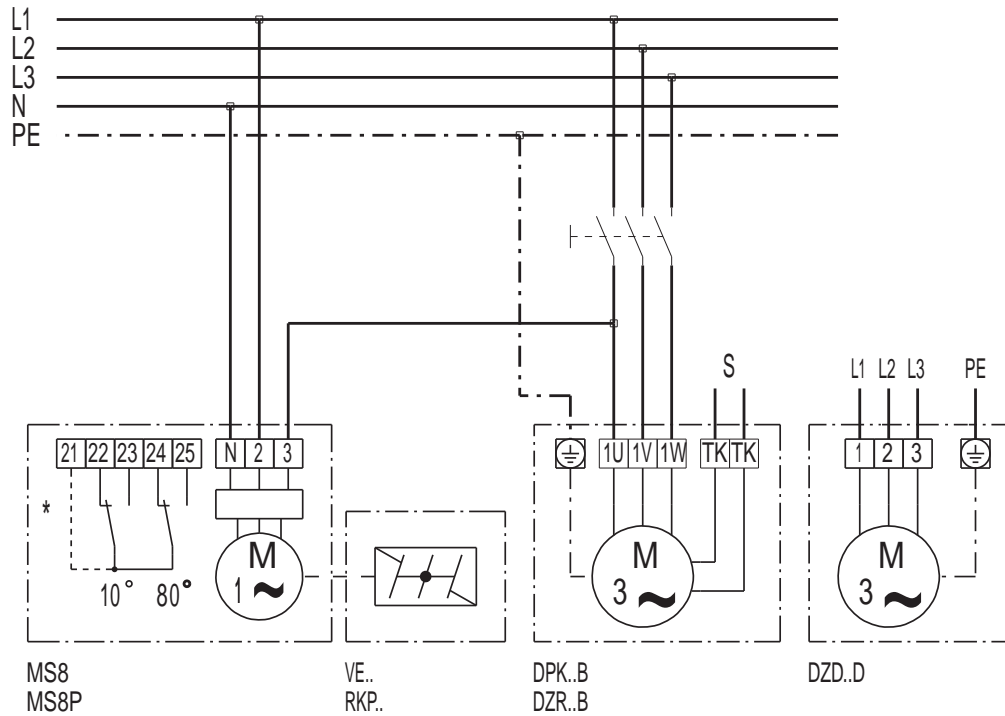 L1
L2
L3
N
PE
S
L1 L2 L3 PE
21 22 23 24 25 N 2 3
1U 1V 1W TK TK
1 2 3
*
10° 80°
M
1 ~
M
3 ~
M
3 ~
MS8
MS8P
VE..
RKP..
DPK..B
DZR..B
DZD..D